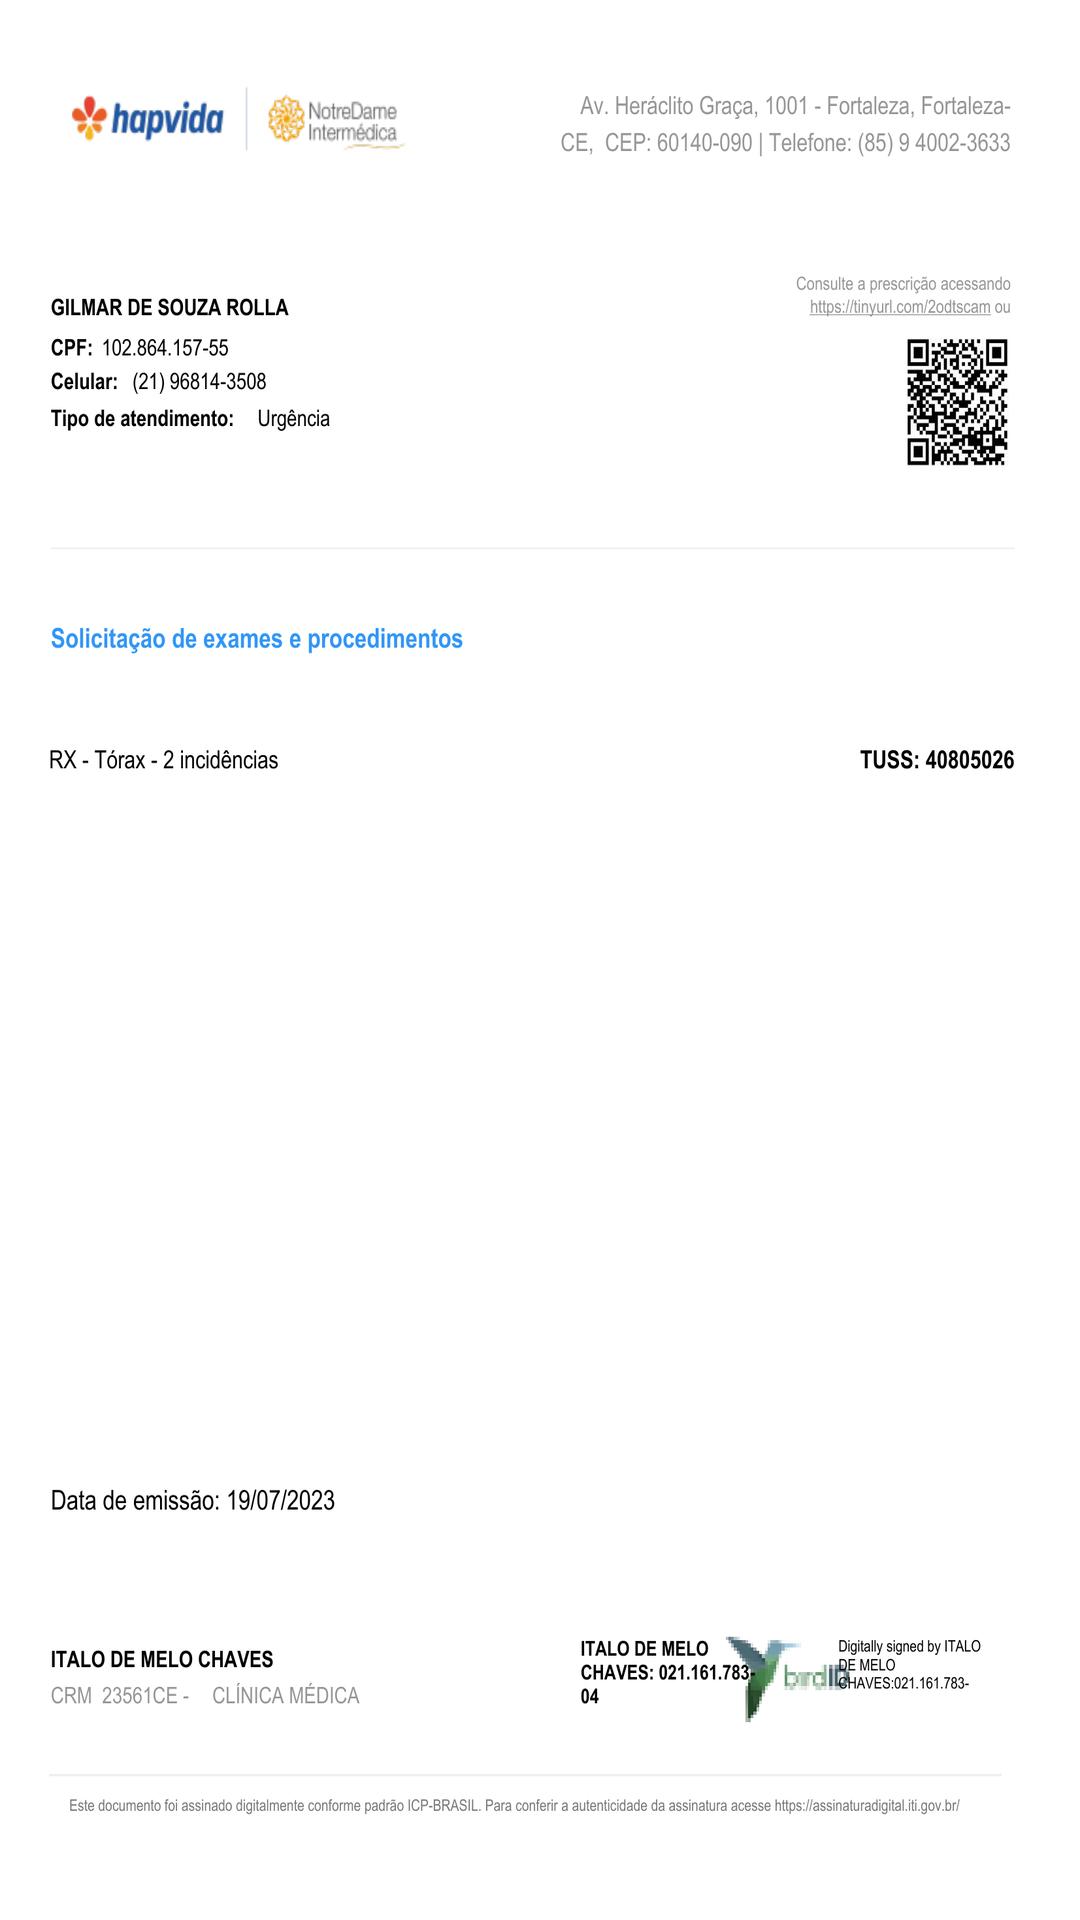 hapvida NotreDame
Intermédica
Av. Heráclito Graça, 1001 - Fortaleza, Fortaleza-
CE, CEP: 60140-090 | Telefone: (85) 9 4002-3633
Consulte a prescrição acessando
https://tinyurl.com/2odtscam ou
GILMAR DE SOUZA ROLLA
CPF: 102.864.157-55
Celular: (21) 96814-3508
Tipo de atendimento: Urgência
Solicitação de exames e procedimentos
RX - Tórax - 2 incidências TUSS: 40805026
Data de emissão: 19/07/2023
ITALO DE MELO CHAVES
CRM 23561CE - CLÍNICA MÉDICA
ITALO DE MELO
CHAVES: 021.161.783-
04
birdID
Digitally signed by ITALO
DE MELO
CHAVES:021.161.783-
Este documento foi assinado digitalmente conforme padrão ICP-BRASIL. Para conferir a autenticidade da assinatura acesse https://assinaturadigital.iti.gov.br/